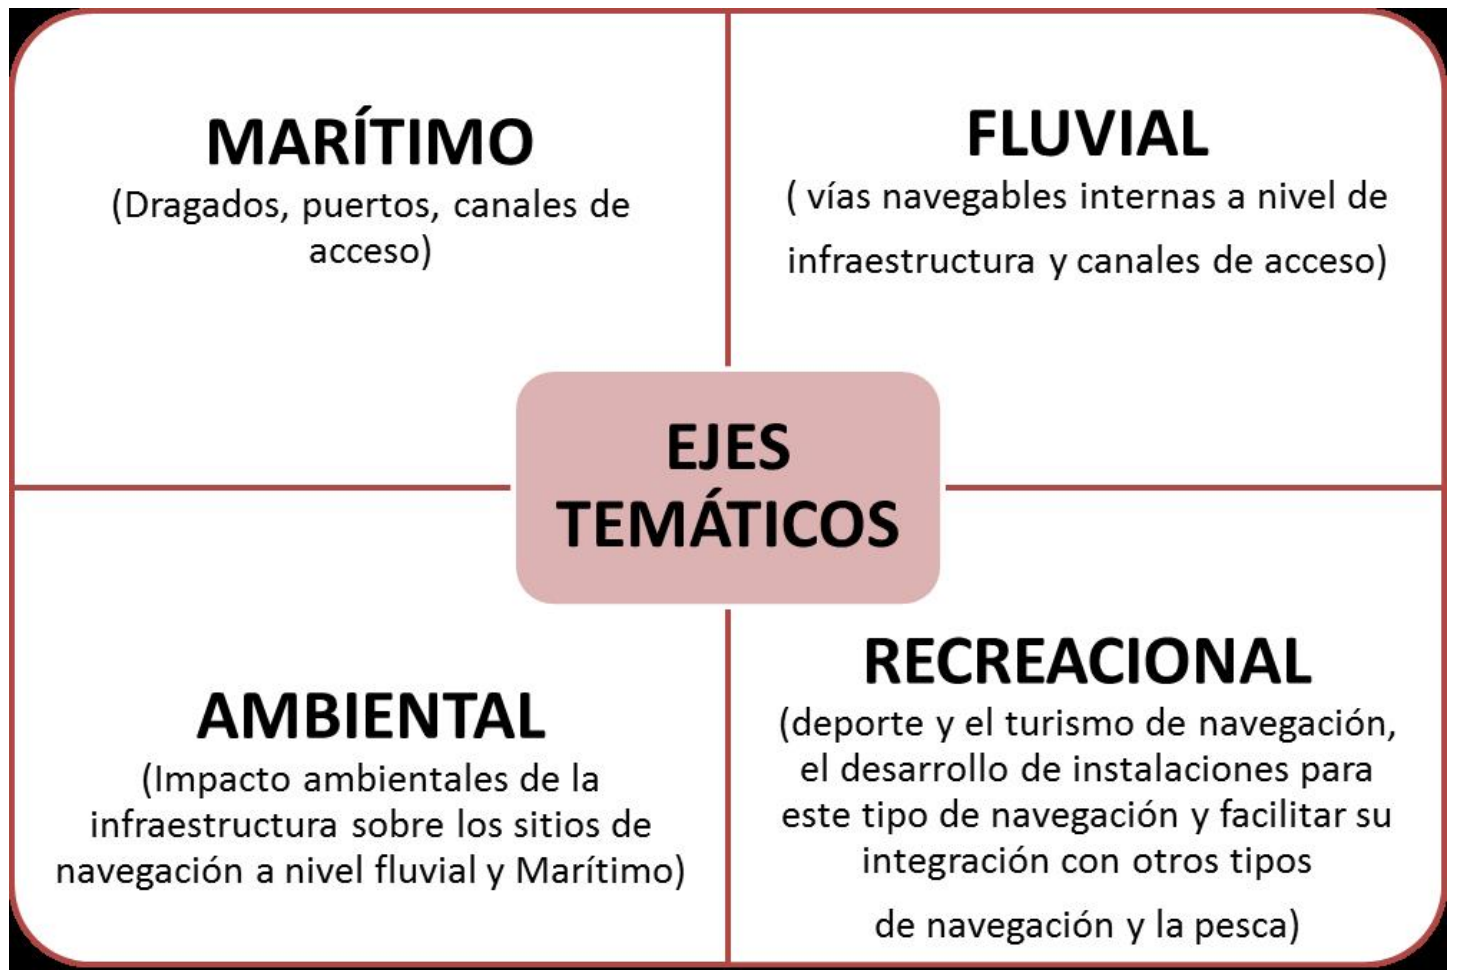 MARÍTIMO
(Dragados, puertos, canales de
acceso)
FLUVIAL
( vías navegables internas a nivel de
infraestructura y canales de acceso)
EJES
TEMÁTICOS
AMBIENTAL
(Impacto ambientales de la
infraestructura sobre los sitios de
navegación a nivel fluvial y Marítimo)
RECREACIONAL
(deporte y el turismo de navegación,
el desarrollo de instalaciones para
este tipo de navegación y facilitar su
integración con otros tipos
de navegación y la pesca)